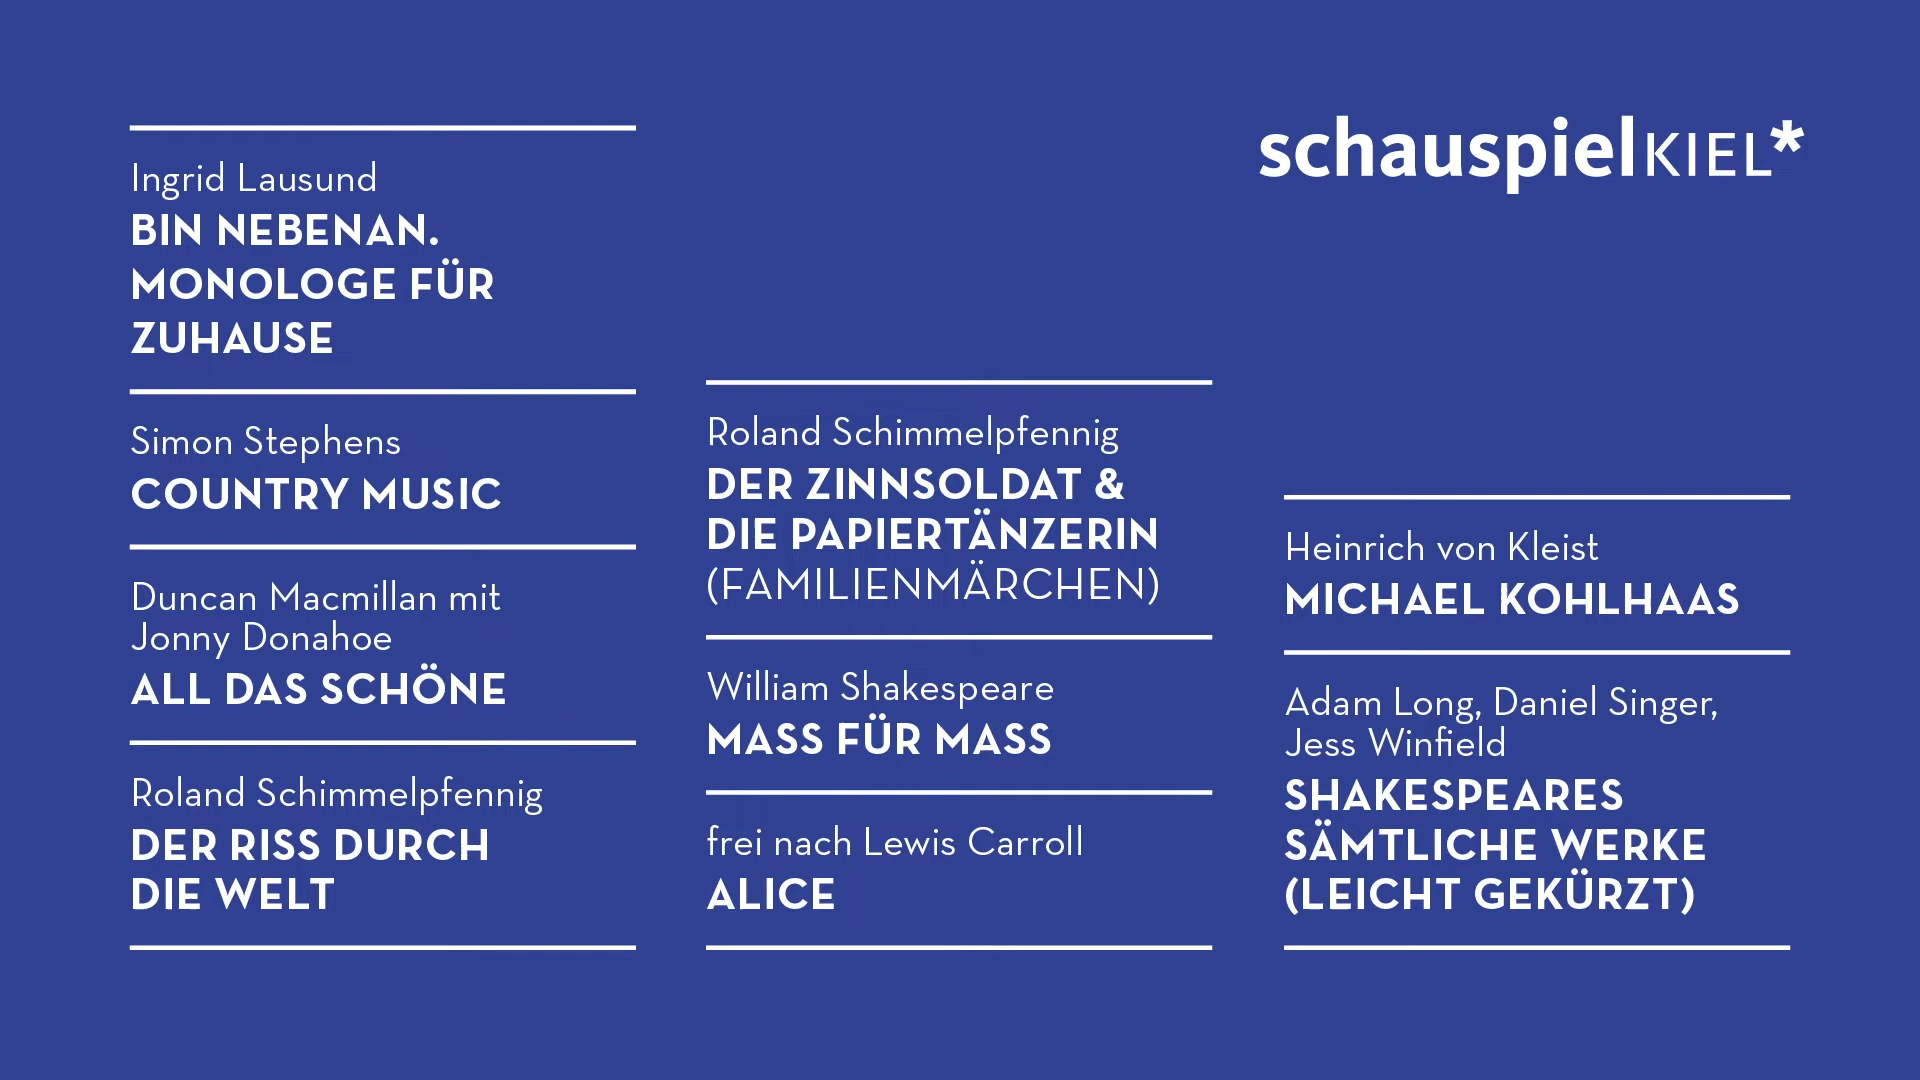 schauspielKIEL*
Ingrid Lausund
BIN NEBENAN.
MONOLOGE FÜR
ZUHAUSE
Simon Stephens
COUNTRY MUSIC
Duncan Macmillan mit
Jonny Donahoe
ALL DAS SCHÖNE
Roland Schimmelpfennig
DER RISS DURCH
DIE WELT
Roland Schimmelpfennig
DER ZINNSOLDAT &
DIE PAPIERTÄNZERIN
(FAMILIENMÄRCHEN)
William Shakespeare
MASS FÜR MASS
frei nach Lewis Carroll
ALICE
Heinrich von Kleist
MICHAEL KOHLHAAS
Adam Long, Daniel Singer,
Jess Winfield
SHAKESPEARES
SÄMTLICHE WERKE
(LEICHT GEKÜRZT)